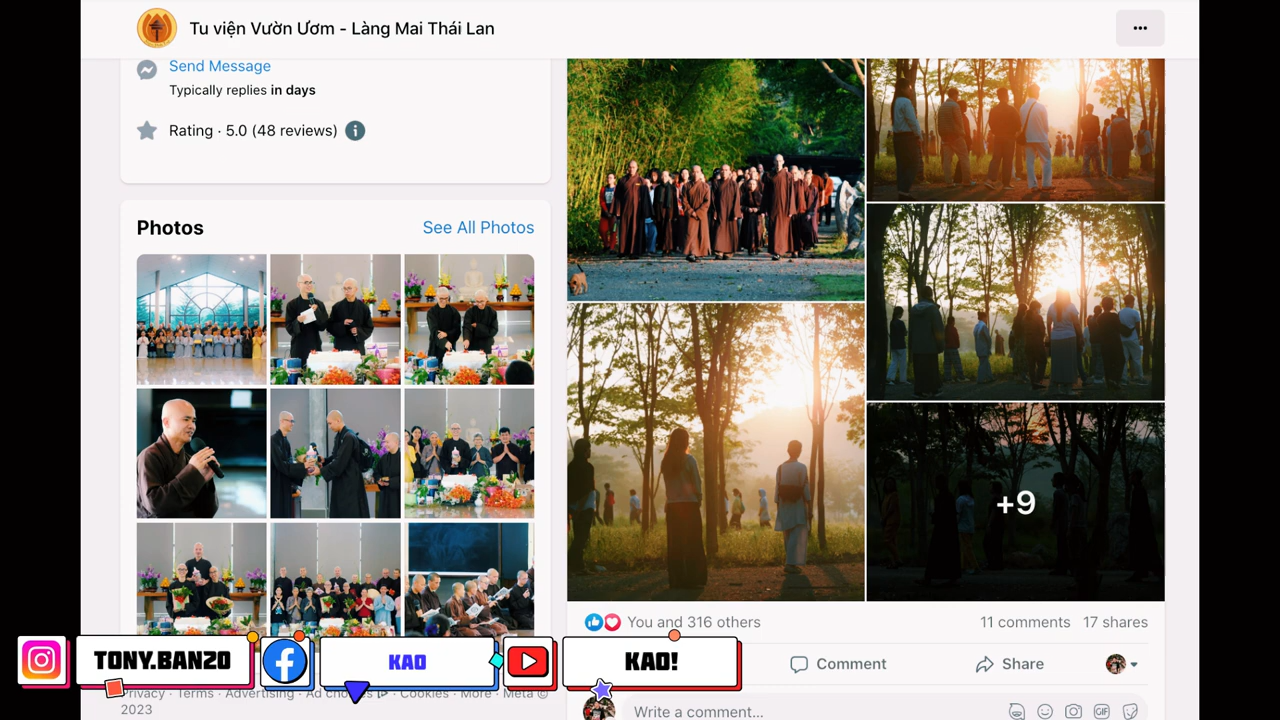 Tu viện Vườn Ươm - Làng Mai Thái Lan
Send Message
Typically replies in days
Rating · 5.0 (48 reviews)
Photos
See All Photos
+9
You and 316 others
11 comments 17 shares
Comment
Share
Privacy · Terms · Advertising · Ad choices · Cookies · More · Meta ©
2023
Write a comment...
GIF
TONY.BANZO
KAO
KAO!